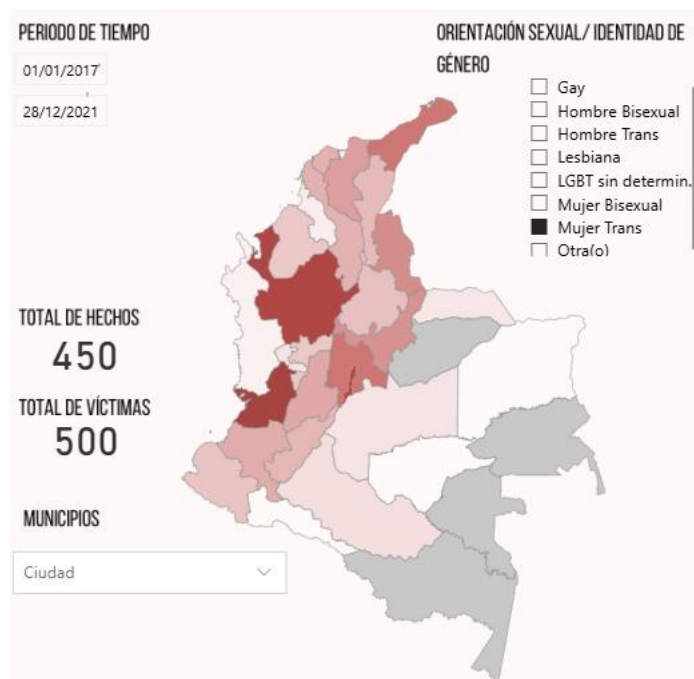 PERIODO DE TIEMPO
01/01/2017
28/12/2021
ORIENTACIÓN SEXUAL/ IDENTIDAD DE
GÉNERO
Gay
Hombre Bisexual
Hombre Trans
Lesbiana
LGBT sin determin.
Mujer Bisexual
Mujer Trans
Otra(o)
TOTAL DE HECHOS
450
TOTAL DE VÍCTIMAS
500
MUNICIPIOS
Ciudad